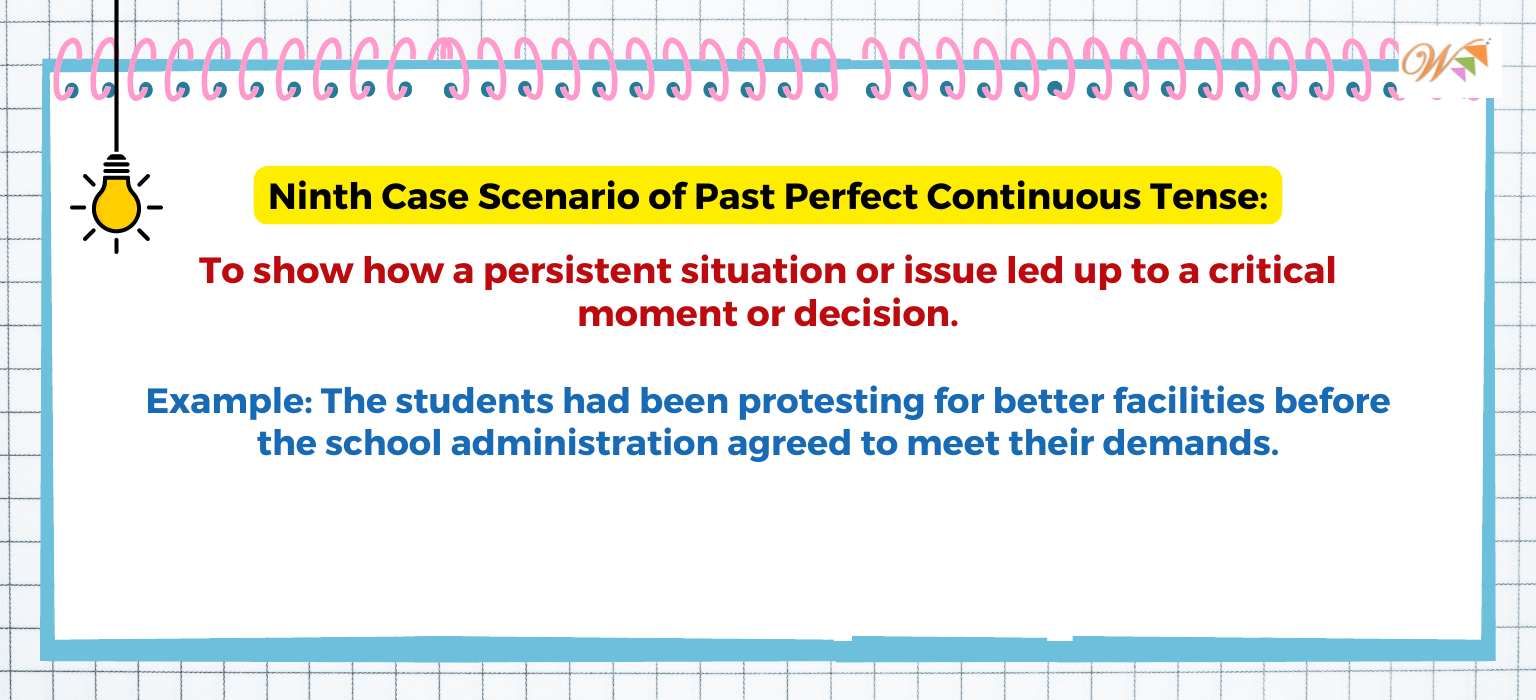 W
Ninth Case Scenario of Past Perfect Continuous Tense:
To show how a persistent situation or issue led up to a critical
moment or decision.
Example: The students had been protesting for better facilities before
the school administration agreed to meet their demands.